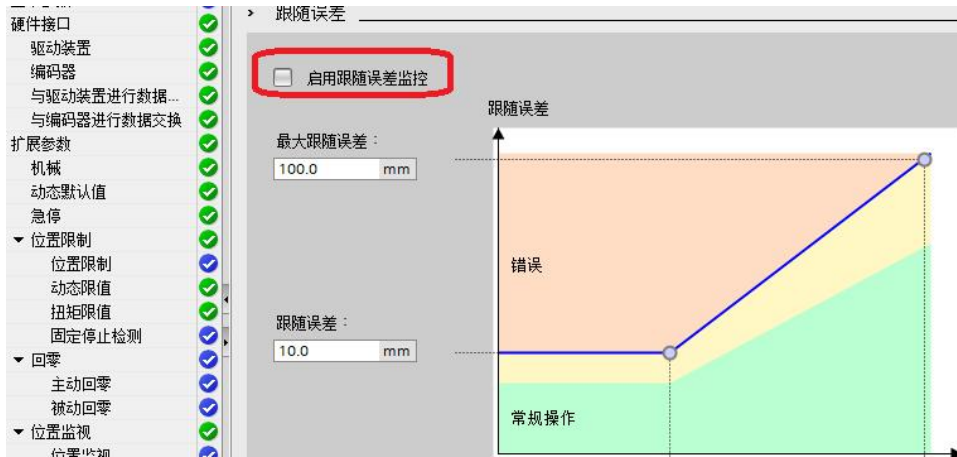 硬件接口
驱动装置
编码器
与驱动装置进行数据...
与编码器进行数据交换
扩展参数
机械
动态默认值
急停
位置限制
位置限制
动态限值
扭矩限值
固定停止检测
回零
主动回零
被动回零
位置监视
位置监视
跟随误差
启用跟随误差监控
跟随误差
最大跟随误差：
100.0 mm
错误
跟随误差：
10.0 mm
常规操作